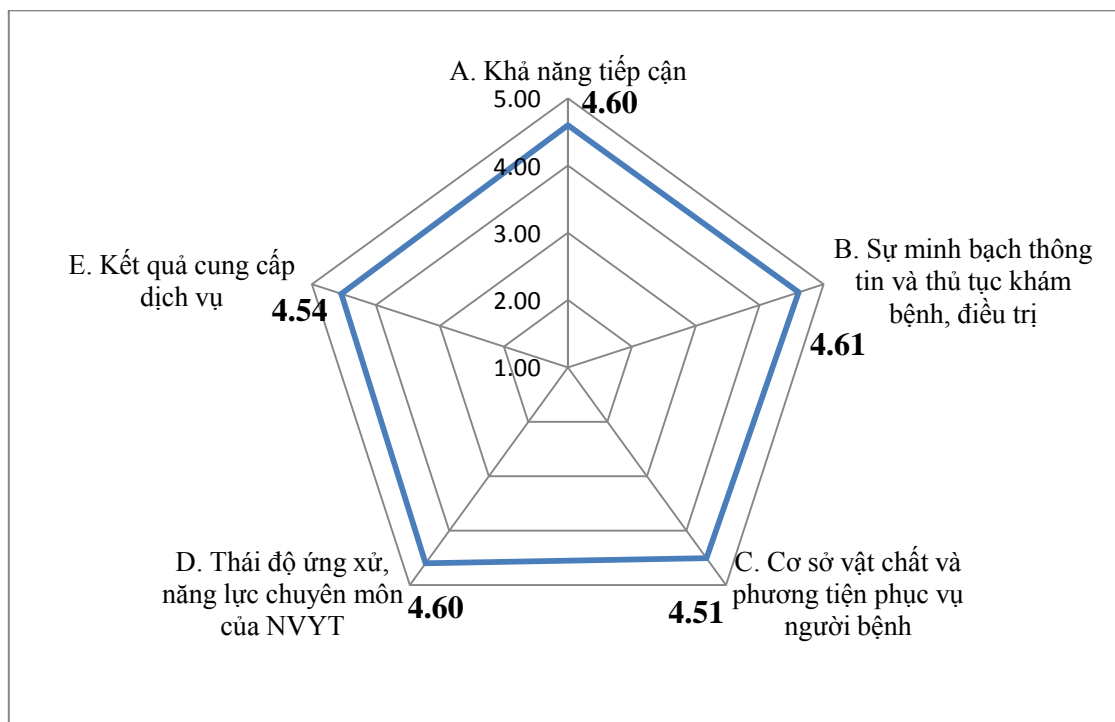 A. Khả năng tiếp cận
4.60
5.00
4.00
3.00
2.00
1.00
B. Sự minh bạch thông
tin và thủ tục khám
bệnh, điều trị
4.61
C. Cơ sở vật chất và
phương tiện phục vụ
người bệnh
4.51
D. Thái độ ứng xử,
năng lực chuyên môn
của NVYT
4.60
E. Kết quả cung cấp
dịch vụ
4.54